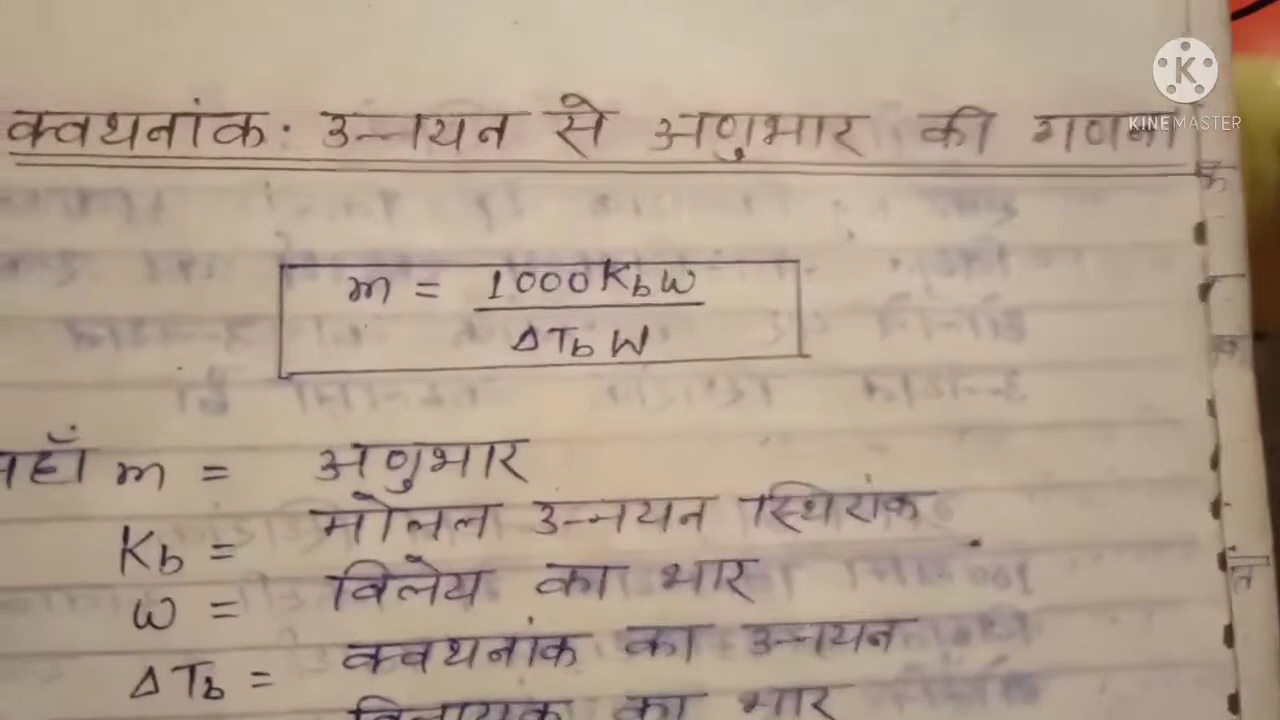 क्वथनांक उन्नयन से अणुभार की गणना
KINEMASTER
m = 1000 Kb w
ΔTb W
यहाँ m = अणुभार
Kb = मोलल उन्नयन स्थिरांक
w = विलेय का भार
ΔTb = क्वथनांक का उन्नयन
विलायक का भार